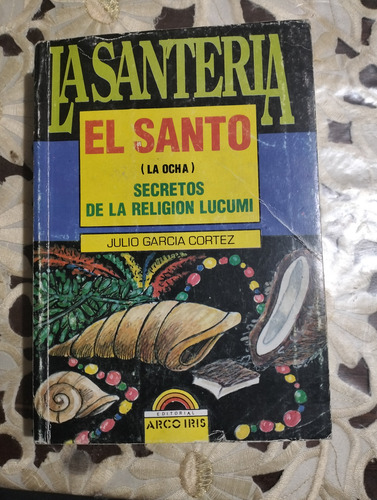 LA SANTERIA
EL SANTO
(LA OCHA)
SECRETOS
DE LA RELIGION LUCUMI
JULIO GARCIA CORTEZ
EDITORIAL
ARCO IRIS